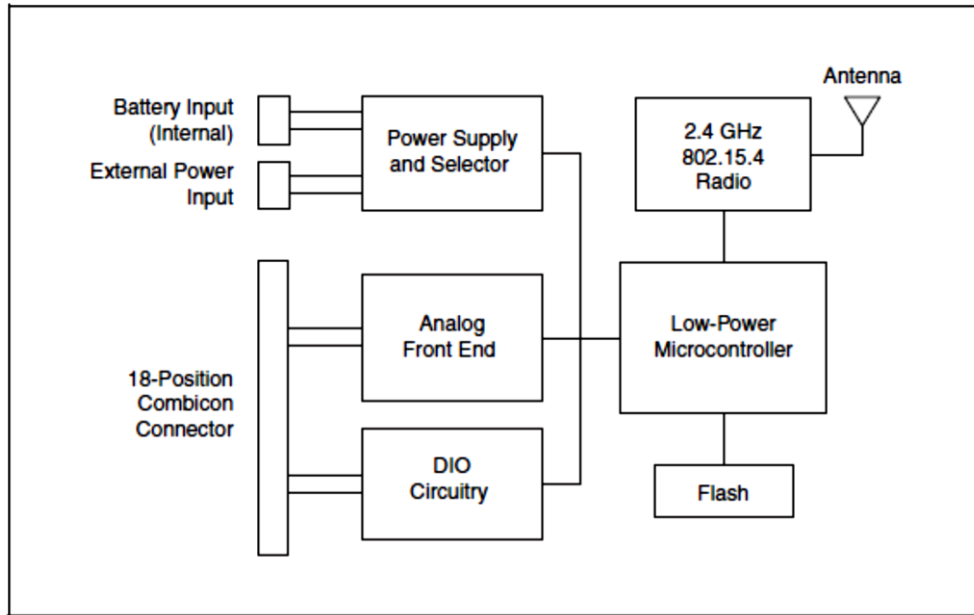 Battery Input
(Internal)
External Power
Input
Power Supply
and Selector
Antenna
2.4 GHz
802.15.4
Radio
18-Position
Combicon
Connector
Analog
Front End
Low-Power
Microcontroller
DIO
Circuitry
Flash